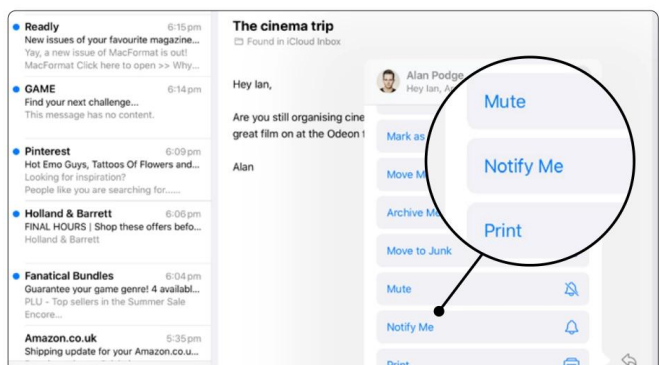 Readly 6:15pm
New issues of your favourite magazine...
Yay, a new issue of MacFormat is out!
MacFormat Click here to open >> Why...
GAME 6:14pm
Find your next challenge...
This message has no content.
Pinterest 6:09pm
Hot Emo Guys, Tattoos Of Flowers and...
Looking for inspiration?
People like you are searching for......
Holland & Barrett 6:06pm
FINAL HOURS | Shop these offers befo...
Holland & Barrett
Fanatical Bundles 6:04pm
Guarantee your game genre! 4 availabl...
PLU - Top sellers in the Summer Sale
Encore...
Amazon.co.uk 5:35pm
Shipping update for your Amazon.co.u...
The cinema trip
Found in iCloud Inbox
Hey Ian,
Are you still organising cine
great film on at the Odeon
Alan
Alan Podge
Hey Ian,
Mark as
Move
Archive
Move to Junk
Mute
Notify Me
Print
Mute
Notify Me
Print